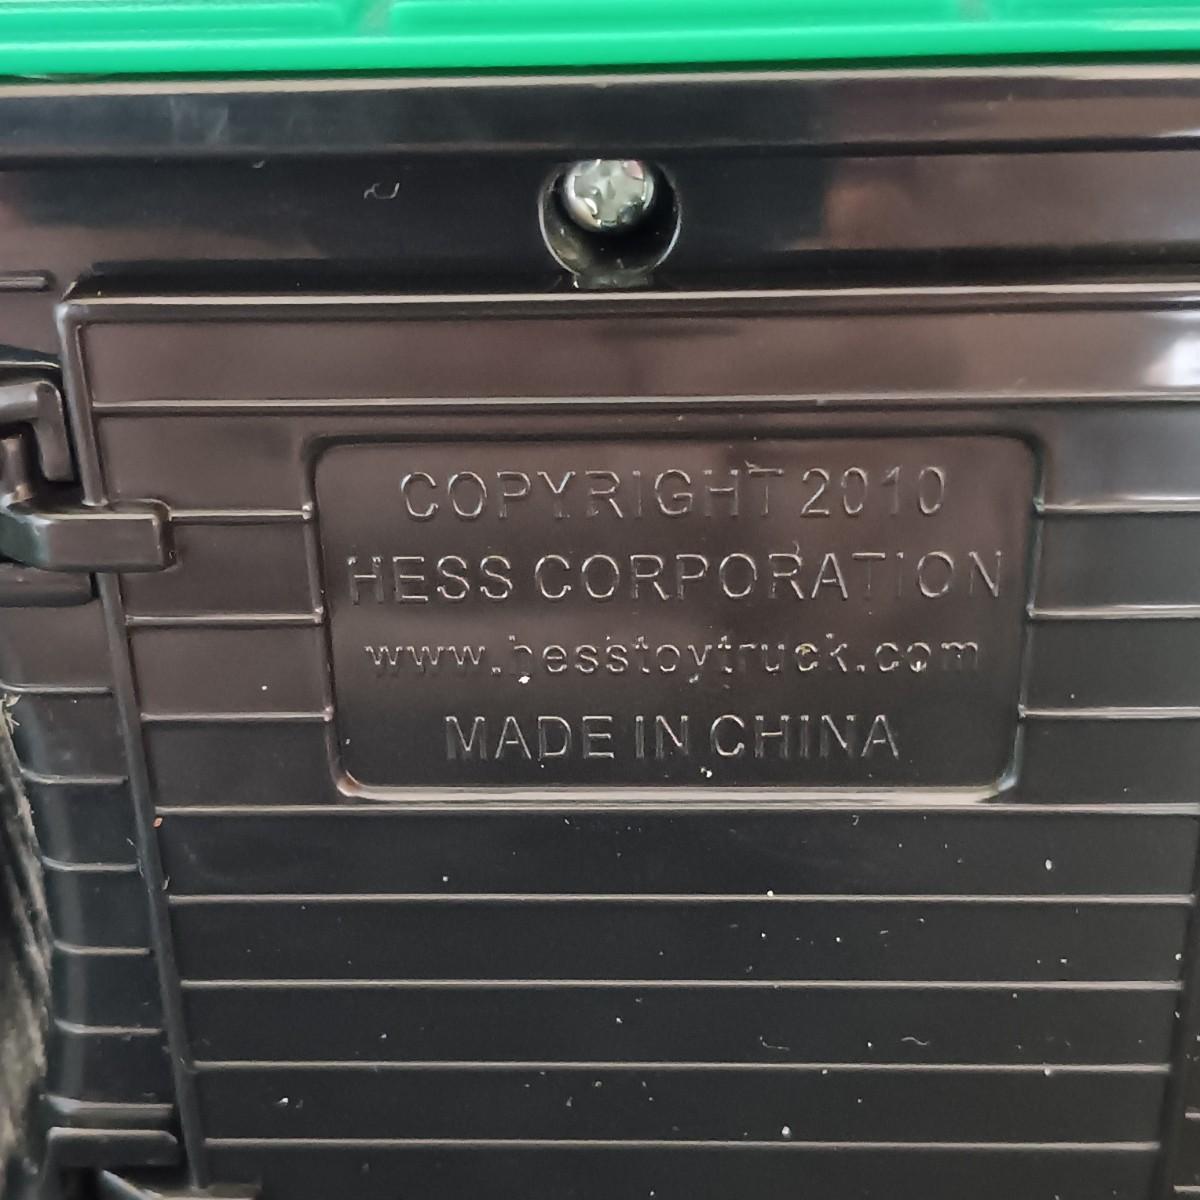 COPYRIGHT 2010
HESS CORPORATION
www.hesstoytruck.com
MADE IN CHINA